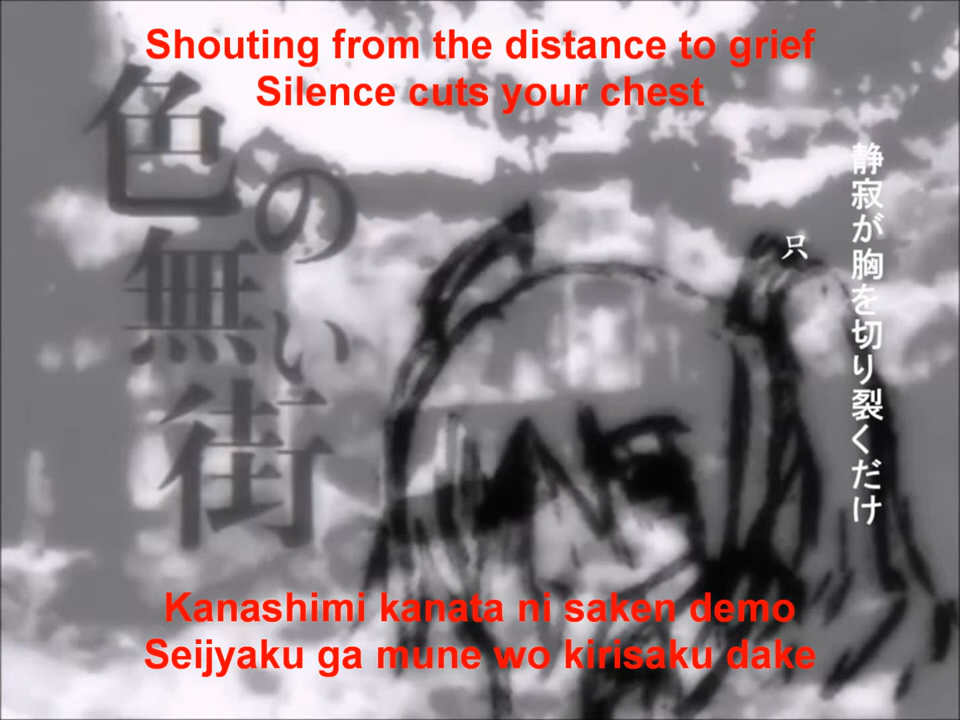 Shouting from the distance to grief
Silence cuts your chest
色の
無い
街
只
静寂が胸を切り裂くだけ
Kanashimi kanata ni saken demo
Seijyaku ga mune wo kirisaku dake